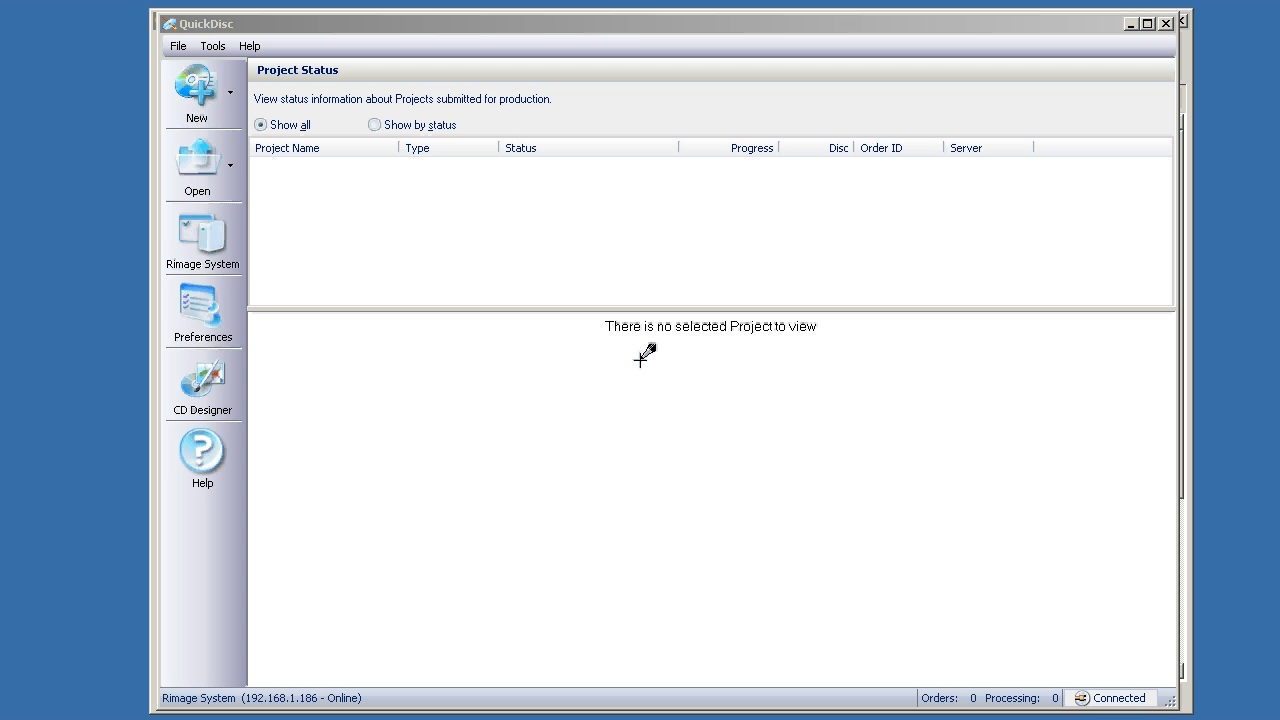 QuickDisc
File Tools Help
Project Status
View status information about Projects submitted for production.
Show all Show by status
Project Name Type Status Progress Disc Order ID Server
There is no selected Project to view
New
Open
Rimage System
Preferences
CD Designer
Help
Rimage System (192.168.1.186 - Online) Orders: 0 Processing: 0 Connected